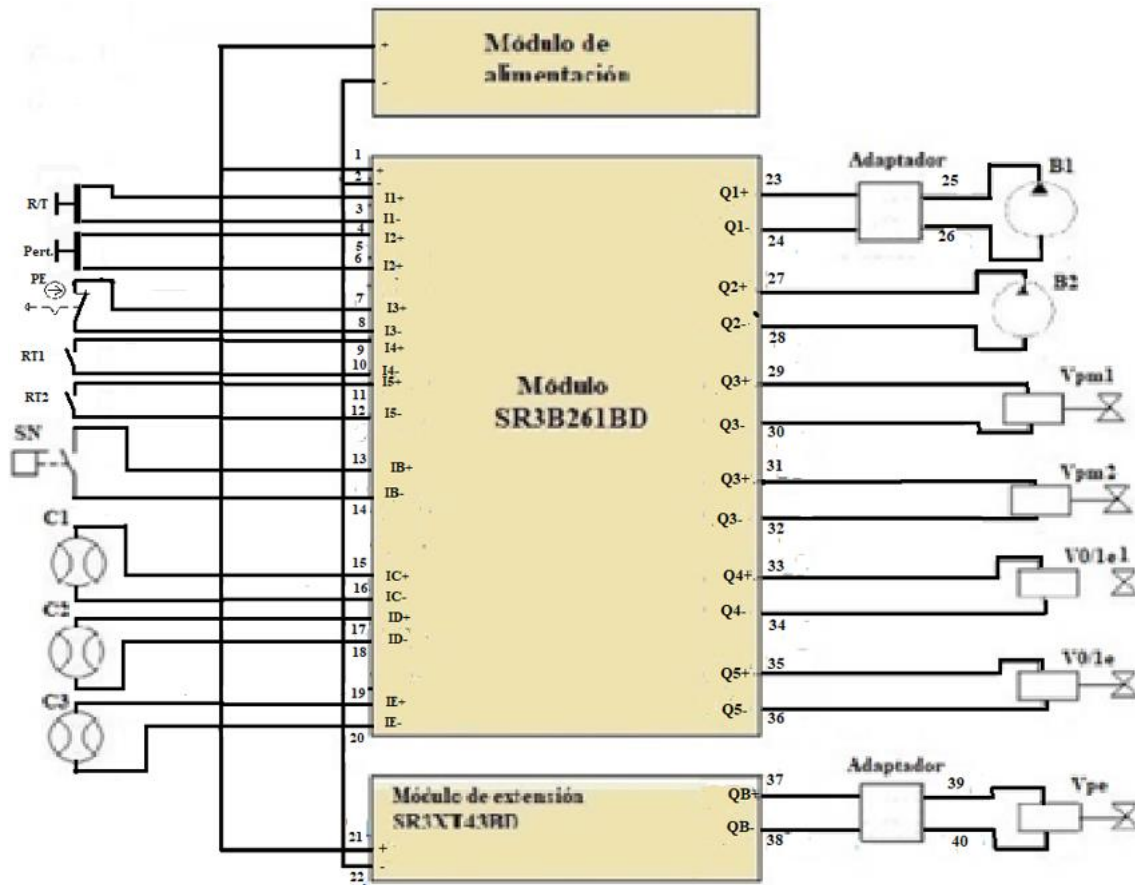 +
Módulo de
alimentación
-
1
+
2
-
Adaptador
B1
R/T
I1+
3
I1-
4
I2+
Pert.
5
6
I2+
23
Q1+
25
Q1-
24
26
PE
7
I3+
8
I3-
27
Q2+
B2
Q2-
28
RT1
9
I4+
10
I4-
I5+
RT2
11
12
I5-
Módulo
SR3B261BD
29
Q3+
Vpm1
Q3-
30
SN
13
IB+
IB-
14
31
Q3+
Vpm2
Q3-
32
C1
15
IC+
16
IC-
33
Q4+
V0/1e1
Q4-
34
C2
ID+
17
ID-
18
C3
19
IE+
IE-
20
35
Q5+
V0/1e
Q5-
36
Módulo de extensión
SR3XT43BD
21
+
-
22
37
QB+
QB-
38
Adaptador
39
40
Vpe